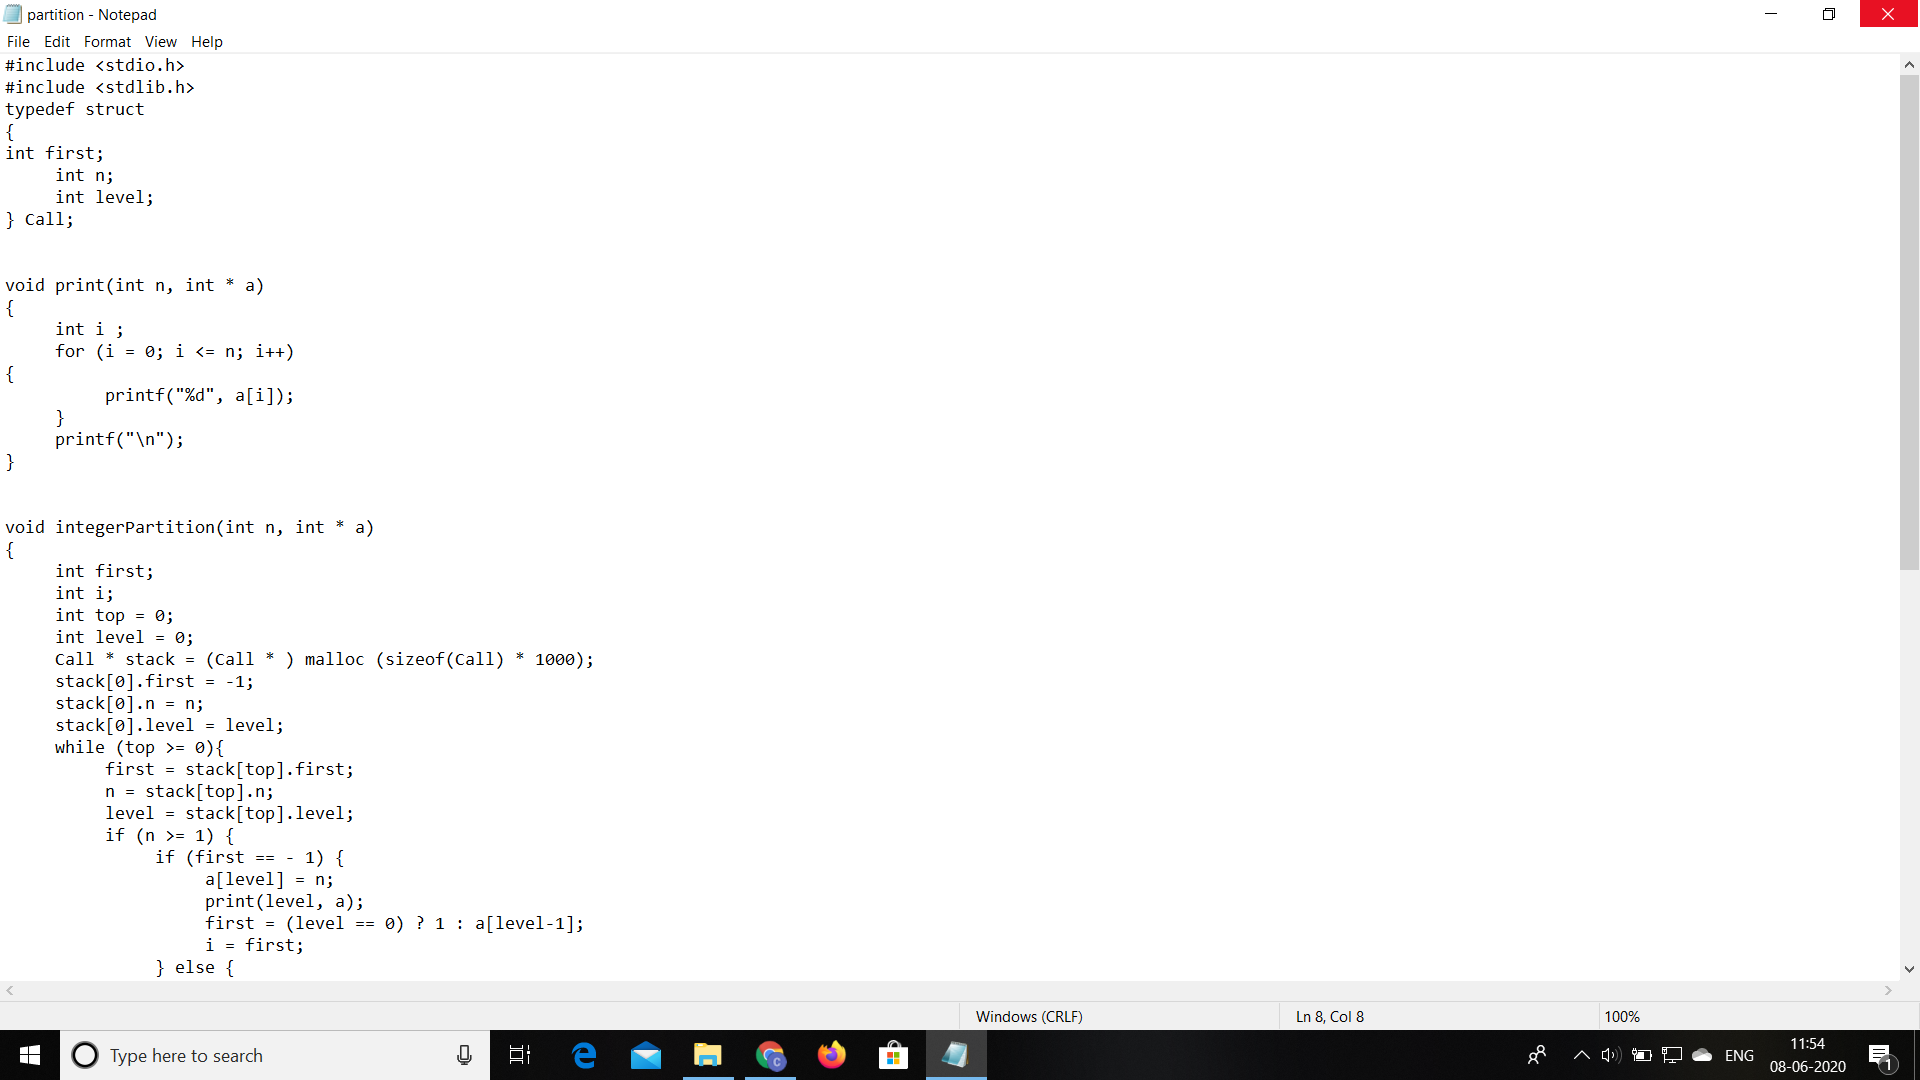 partition - Notepad
File Edit Format View Help
#include <stdio.h>
#include <stdlib.h>
typedef struct
{
int first;
     int n;
     int level;
} Call;
void print(int n, int * a)
{
     int i ;
     for (i = 0; i <= n; i++)
{
          printf("%d", a[i]);
     }
     printf("\n");
}
void integerPartition(int n, int * a)
{
     int first;
     int i;
     int top = 0;
     int level = 0;
     Call * stack = (Call * ) malloc (sizeof(Call) * 1000);
     stack[0].first = -1;
     stack[0].n = n;
     stack[0].level = level;
     while (top >= 0){
          first = stack[top].first;
          n = stack[top].n;
          level = stack[top].level;
          if (n >= 1) {
               if (first == - 1) {
                    a[level] = n;
                    print(level, a);
                    first = (level == 0) ? 1 : a[level-1];
                    i = first;
               } else {
Windows (CRLF) Ln 8, Col 8 100%
Type here to search
ENG
11:54
08-06-2020
1